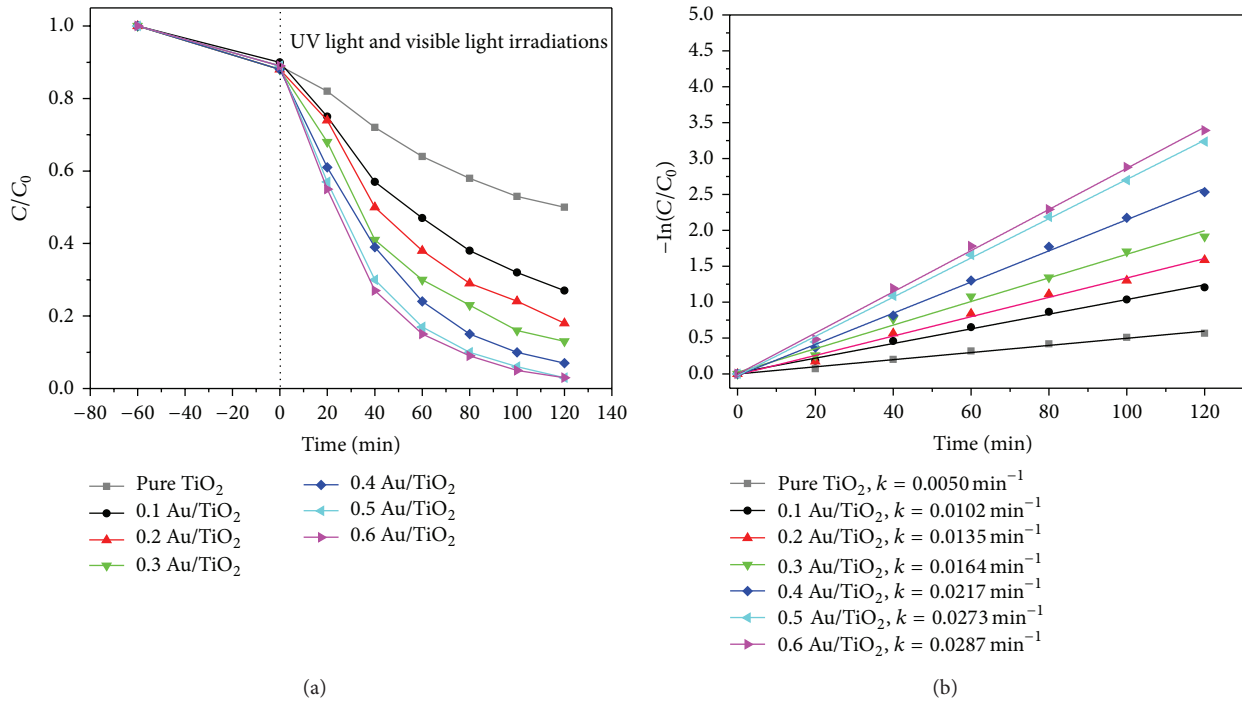 1.0
0.8
0.6
0.4
0.2
0.0
C/C₀
UV light and visible light irradiations
−80 −60 −40 −20 0 20 40 60 80 100 120 140
Time (min)
Pure TiO₂
0.1 Au/TiO₂
0.2 Au/TiO₂
0.3 Au/TiO₂
0.4 Au/TiO₂
0.5 Au/TiO₂
0.6 Au/TiO₂
(a)
−5.0
4.5
4.0
3.5
3.0
2.5
2.0
1.5
1.0
0.5
0.0
−In(C/C₀)
0 20 40 60 80 100 120
Time (min)
Pure TiO₂, k = 0.0050 min⁻¹
0.1 Au/TiO₂, k = 0.0102 min⁻¹
0.2 Au/TiO₂, k = 0.0135 min⁻¹
0.3 Au/TiO₂, k = 0.0164 min⁻¹
0.4 Au/TiO₂, k = 0.0217 min⁻¹
0.5 Au/TiO₂, k = 0.0273 min⁻¹
0.6 Au/TiO₂, k = 0.0287 min⁻¹
(b)